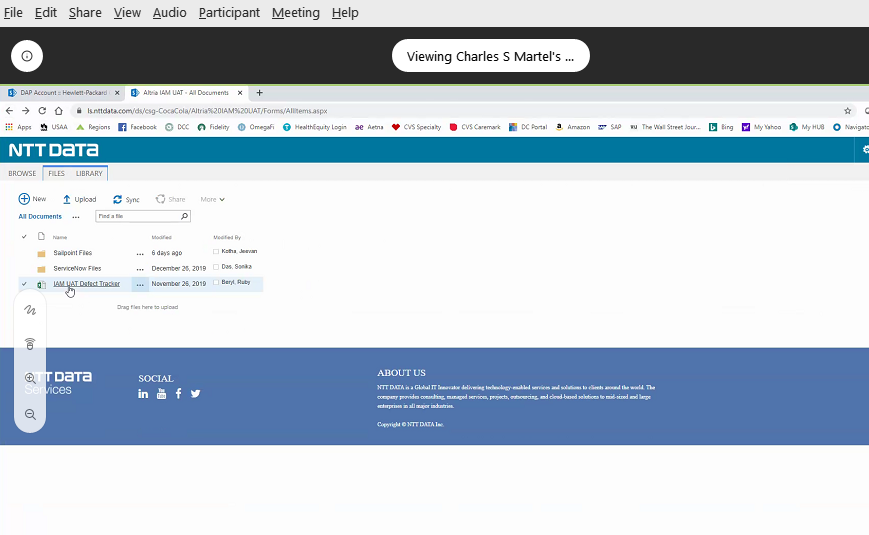 File Edit Share View Audio Participant Meeting Help
Viewing Charles S Martel's ...
DAP Account :: Hewlett-Packard Altria IAM UAT - All Documents
ls.nttdata.com/ds/csg-CocaCola/Altria%20IAM%20UAT/Forms/AllItems.aspx
Apps USAA Regions Facebook DCC Fidelity OmegaFi HealthEquity Login Aetna CVS Specialty CVS Caremark DC Portal Amazon SAP The Wall Street Jour... Bing My Yahoo My HUB Navigato
NTT DATA
BROWSE FILES LIBRARY
New Upload Sync Share More
All Documents ... Find a file
Name Modified Modified By
Sailpoint Files ... 6 days ago Kotha, Jeevan
ServiceNow Files ... December 26, 2019 Das, Sonika
IAM UAT Defect Tracker ... November 26, 2019 Beryl, Ruby
Drag files here to upload
NTT DATA
Services
SOCIAL
ABOUT US
NTT DATA is a Global IT Innovator delivering technology-enabled services and solutions to clients around the world. The
company provides consulting, managed services, projects, outsourcing, and cloud-based solutions to mid-sized and large
enterprises in all major industries.
Copyright © NTT DATA Inc.